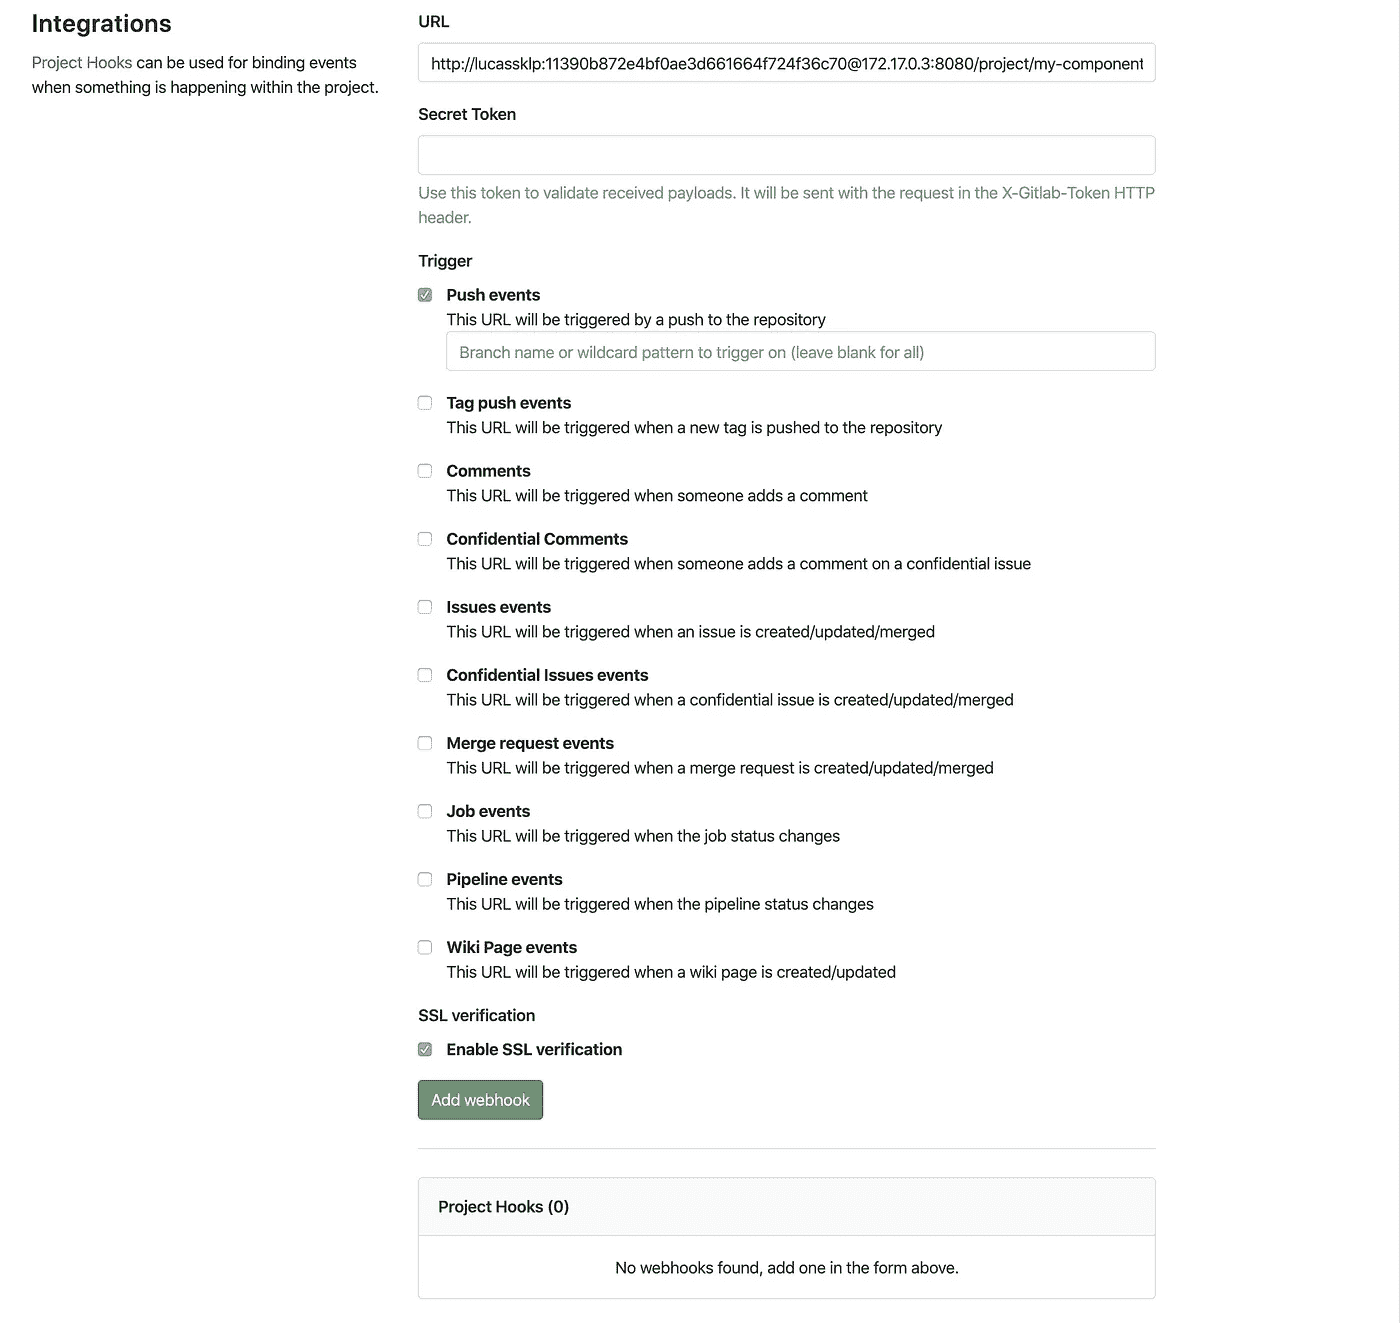 Integrations
Project Hooks can be used for binding events
when something is happening within the project.
URL
http://lucassklp:11390b872e4bf0ae3d661664f724f36c70@172.17.0.3:8080/project/my-component
Secret Token
Use this token to validate received payloads. It will be sent with the request in the X-Gitlab-Token HTTP
header.
Trigger
Push events
This URL will be triggered by a push to the repository
Branch name or wildcard pattern to trigger on (leave blank for all)
Tag push events
This URL will be triggered when a new tag is pushed to the repository
Comments
This URL will be triggered when someone adds a comment
Confidential Comments
This URL will be triggered when someone adds a comment on a confidential issue
Issues events
This URL will be triggered when an issue is created/updated/merged
Confidential Issues events
This URL will be triggered when a confidential issue is created/updated/merged
Merge request events
This URL will be triggered when a merge request is created/updated/merged
Job events
This URL will be triggered when the job status changes
Pipeline events
This URL will be triggered when the pipeline status changes
Wiki Page events
This URL will be triggered when a wiki page is created/updated
SSL verification
Enable SSL verification
Add webhook
Project Hooks (0)
No webhooks found, add one in the form above.